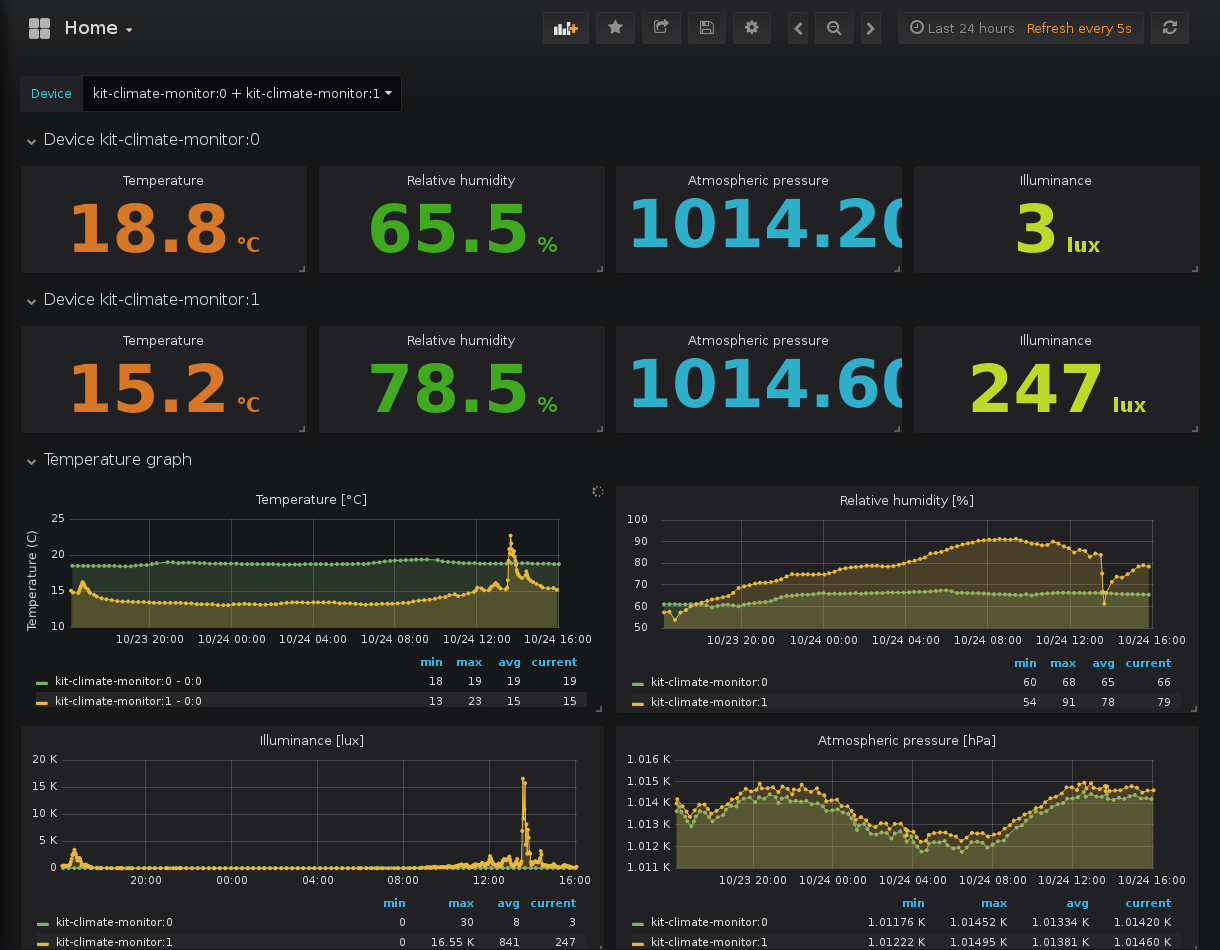 Home
Last 24 hours Refresh every 5s
Device kit-climate-monitor:0 + kit-climate-monitor:1
Device kit-climate-monitor:0
Temperature Relative humidity Atmospheric pressure Illuminance
18.8 °C 65.5 % 1014.20 3 lux
Device kit-climate-monitor:1
Temperature Relative humidity Atmospheric pressure Illuminance
15.2 °C 78.5 % 1014.60 247 lux
Temperature graph
Temperature [°C]
Temperature (C)
25
20
15
10
10/23 20:00 10/24 00:00 10/24 04:00 10/24 08:00 10/24 12:00 10/24 16:00
min max avg current
kit-climate-monitor:0 - 0:0 18 19 19 19
kit-climate-monitor:1 - 0:0 13 23 15 15
Relative humidity [%]
100
90
80
70
60
50
10/23 20:00 10/24 00:00 10/24 04:00 10/24 08:00 10/24 12:00 10/24 16:00
min max avg current
kit-climate-monitor:0 60 68 65 66
kit-climate-monitor:1 54 91 78 79
Illuminance [lux]
20 K
15 K
10 K
5 K
0
20:00 00:00 04:00 08:00 12:00 16:00
min max avg current
kit-climate-monitor:0 0 30 8 3
kit-climate-monitor:1 0 16.55 K 841 247
Atmospheric pressure [hPa]
1.016 K
1.015 K
1.014 K
1.013 K
1.012 K
1.011 K
10/23 20:00 10/24 00:00 10/24 04:00 10/24 08:00 10/24 12:00 10/24 16:00
min max avg current
kit-climate-monitor:0 1.01176 K 1.01452 K 1.01334 K 1.01420 K
kit-climate-monitor:1 1.01222 K 1.01495 K 1.01381 K 1.01460 K